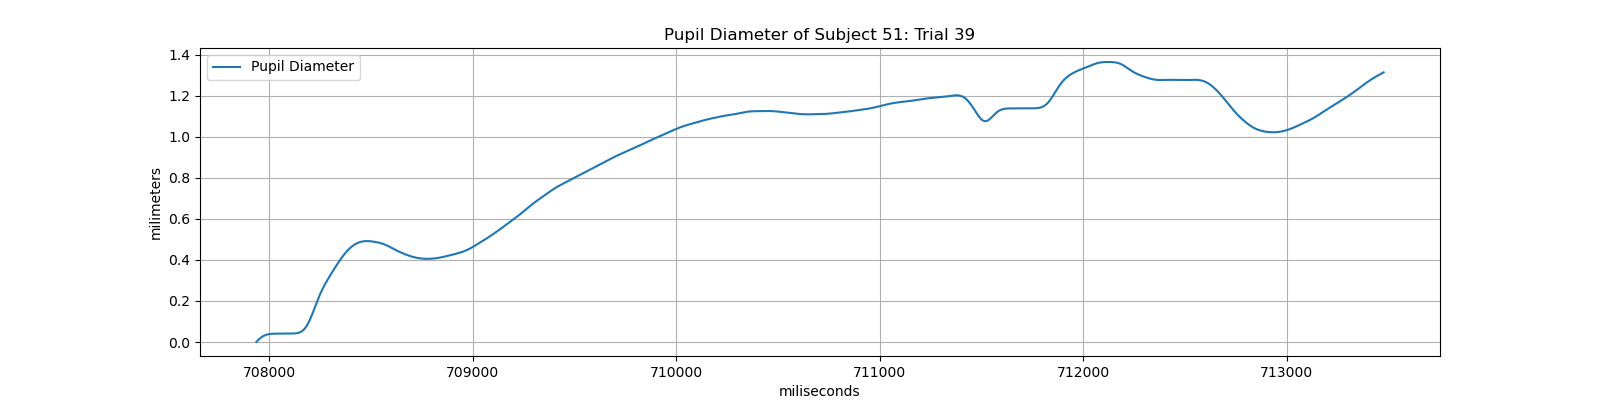 Pupil Diameter of Subject 51: Trial 39
Pupil Diameter
1.4
1.2
1.0
0.8
0.6
0.4
0.2
0.0
milimeters
708000 709000 710000 711000 712000 713000
miliseconds